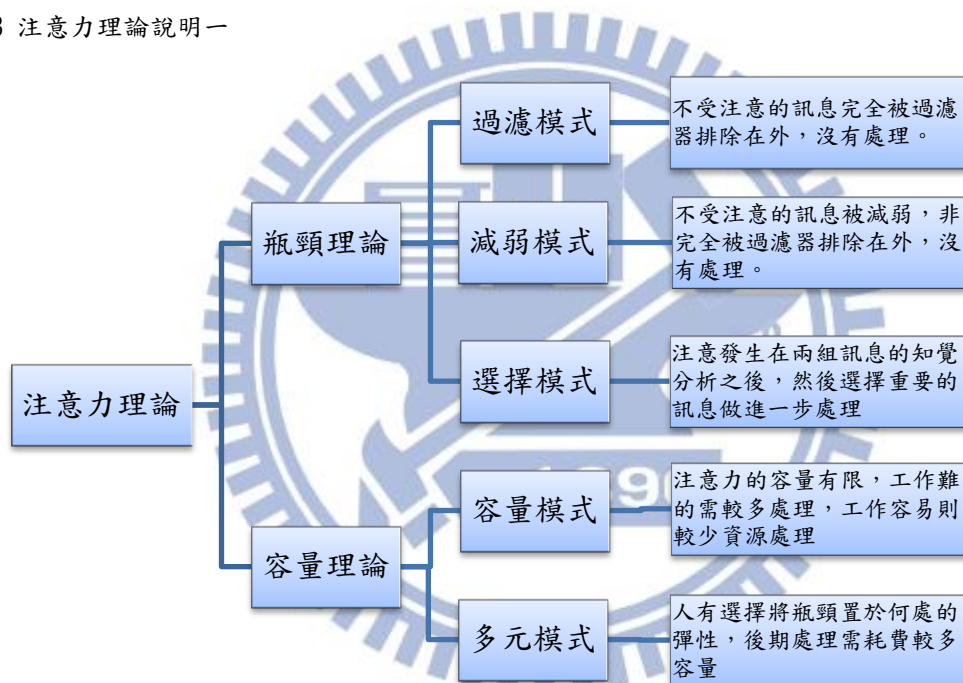 3 注意力理論說明一
過濾模式
不受注意的訊息完全被過濾
器排除在外，沒有處理。
瓶頸理論
減弱模式
不受注意的訊息被減弱，非
完全被過濾器排除在外，沒
有處理。
選擇模式
注意發生在兩組訊息的知覺
分析之後，然後選擇重要的
訊息做進一步處理
注意力理論
容量模式
注意力的容量有限，工作難
的需較多處理，工作容易則
較少資源處理
容量理論
多元模式
人有選擇將瓶頸置於何處的
彈性，後期處理需耗費較多
容量